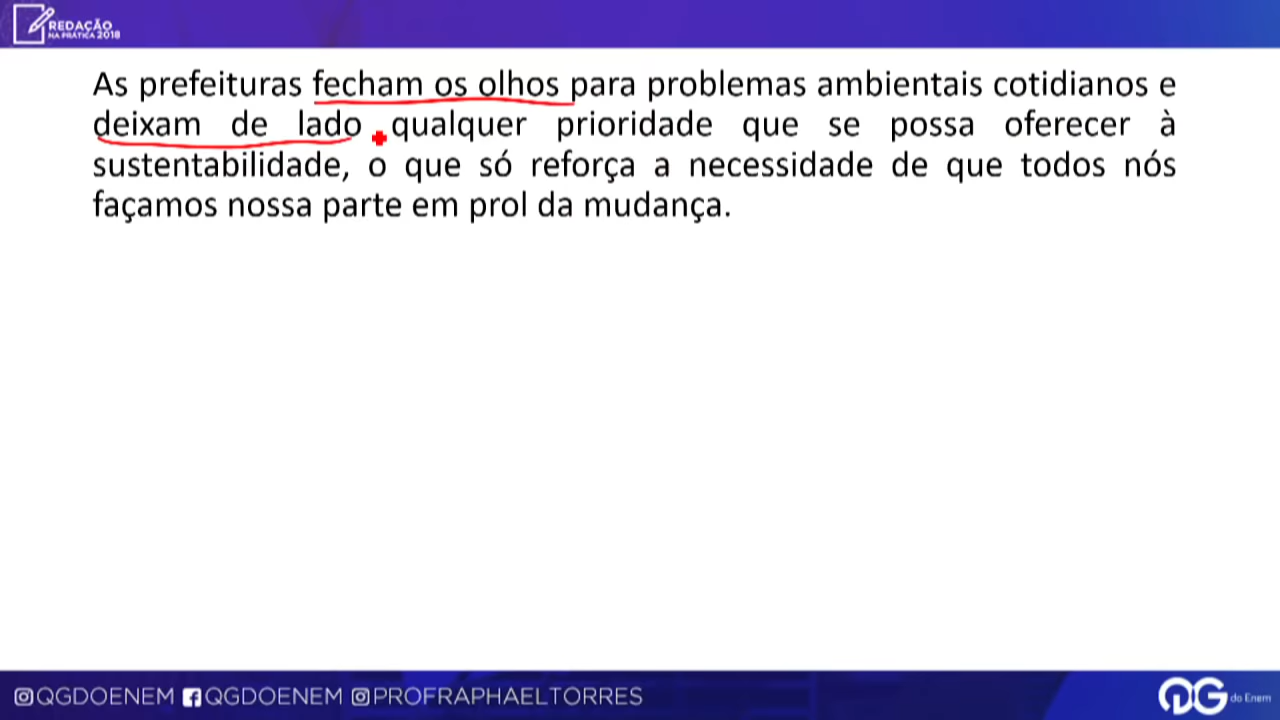 REDAÇÃO
NA PRÁTICA 2018
As prefeituras fecham os olhos para problemas ambientais cotidianos e
deixam de lado qualquer prioridade que se possa oferecer à
sustentabilidade, o que só reforça a necessidade de que todos nós
façamos nossa parte em prol da mudança.
@QGDOENEM @QGDOENEM @PROFRAPHAELTORRES
QG do Enem